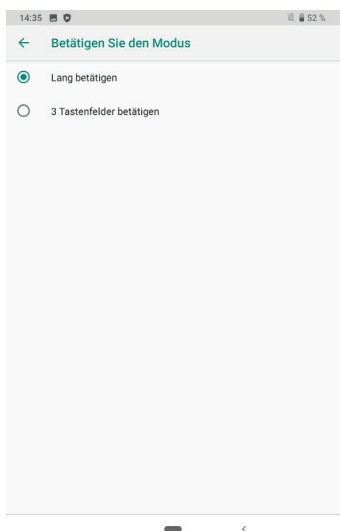 14:35 52 %
Betätigen Sie den Modus
Lang betätigen
3 Tastenfelder betätigen